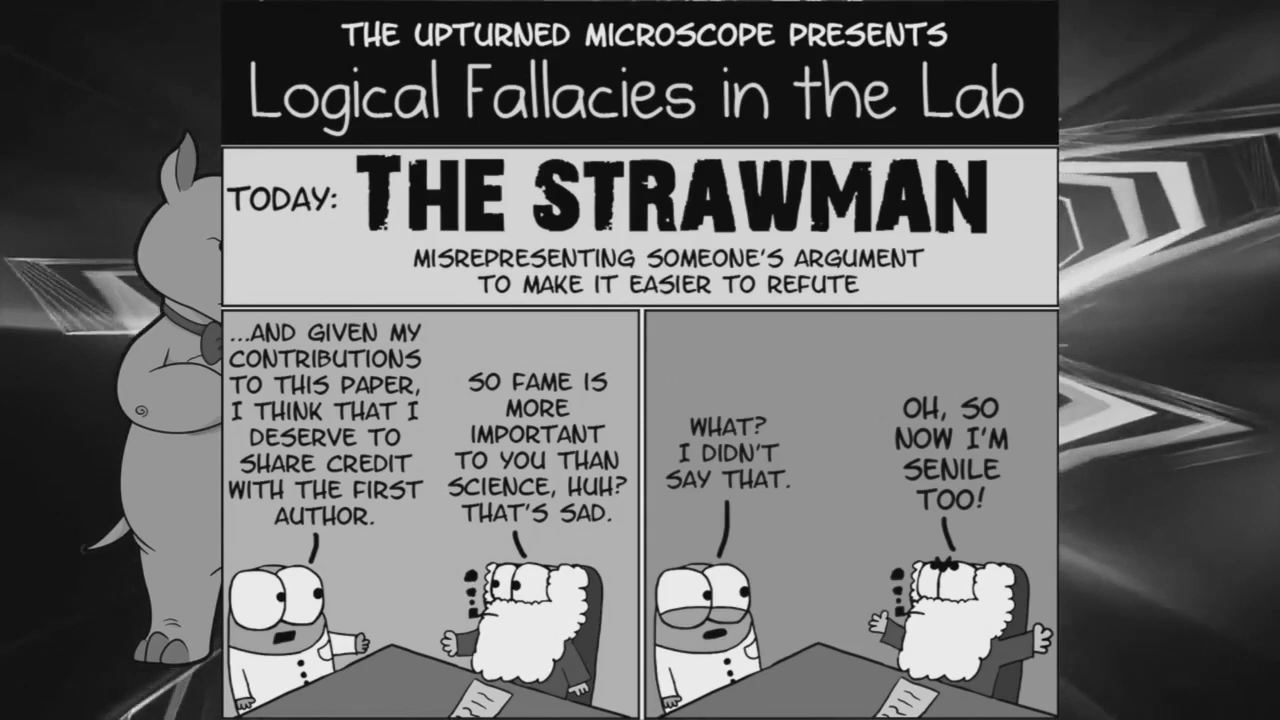 THE UPTURNED MICROSCOPE PRESENTS
Logical Fallacies in the Lab
TODAY: THE STRAWMAN
MISREPRESENTING SOMEONE'S ARGUMENT
TO MAKE IT EASIER TO REFUTE
...AND GIVEN MY
CONTRIBUTIONS
TO THIS PAPER,
I THINK THAT I
DESERVE TO
SHARE CREDIT
WITH THE FIRST
AUTHOR.
SO FAME IS
MORE
IMPORTANT
TO YOU THAN
SCIENCE, HUH?
THAT'S SAD.
WHAT?
I DIDN'T
SAY THAT.
OH, SO
NOW I'M
SENILE
TOO!